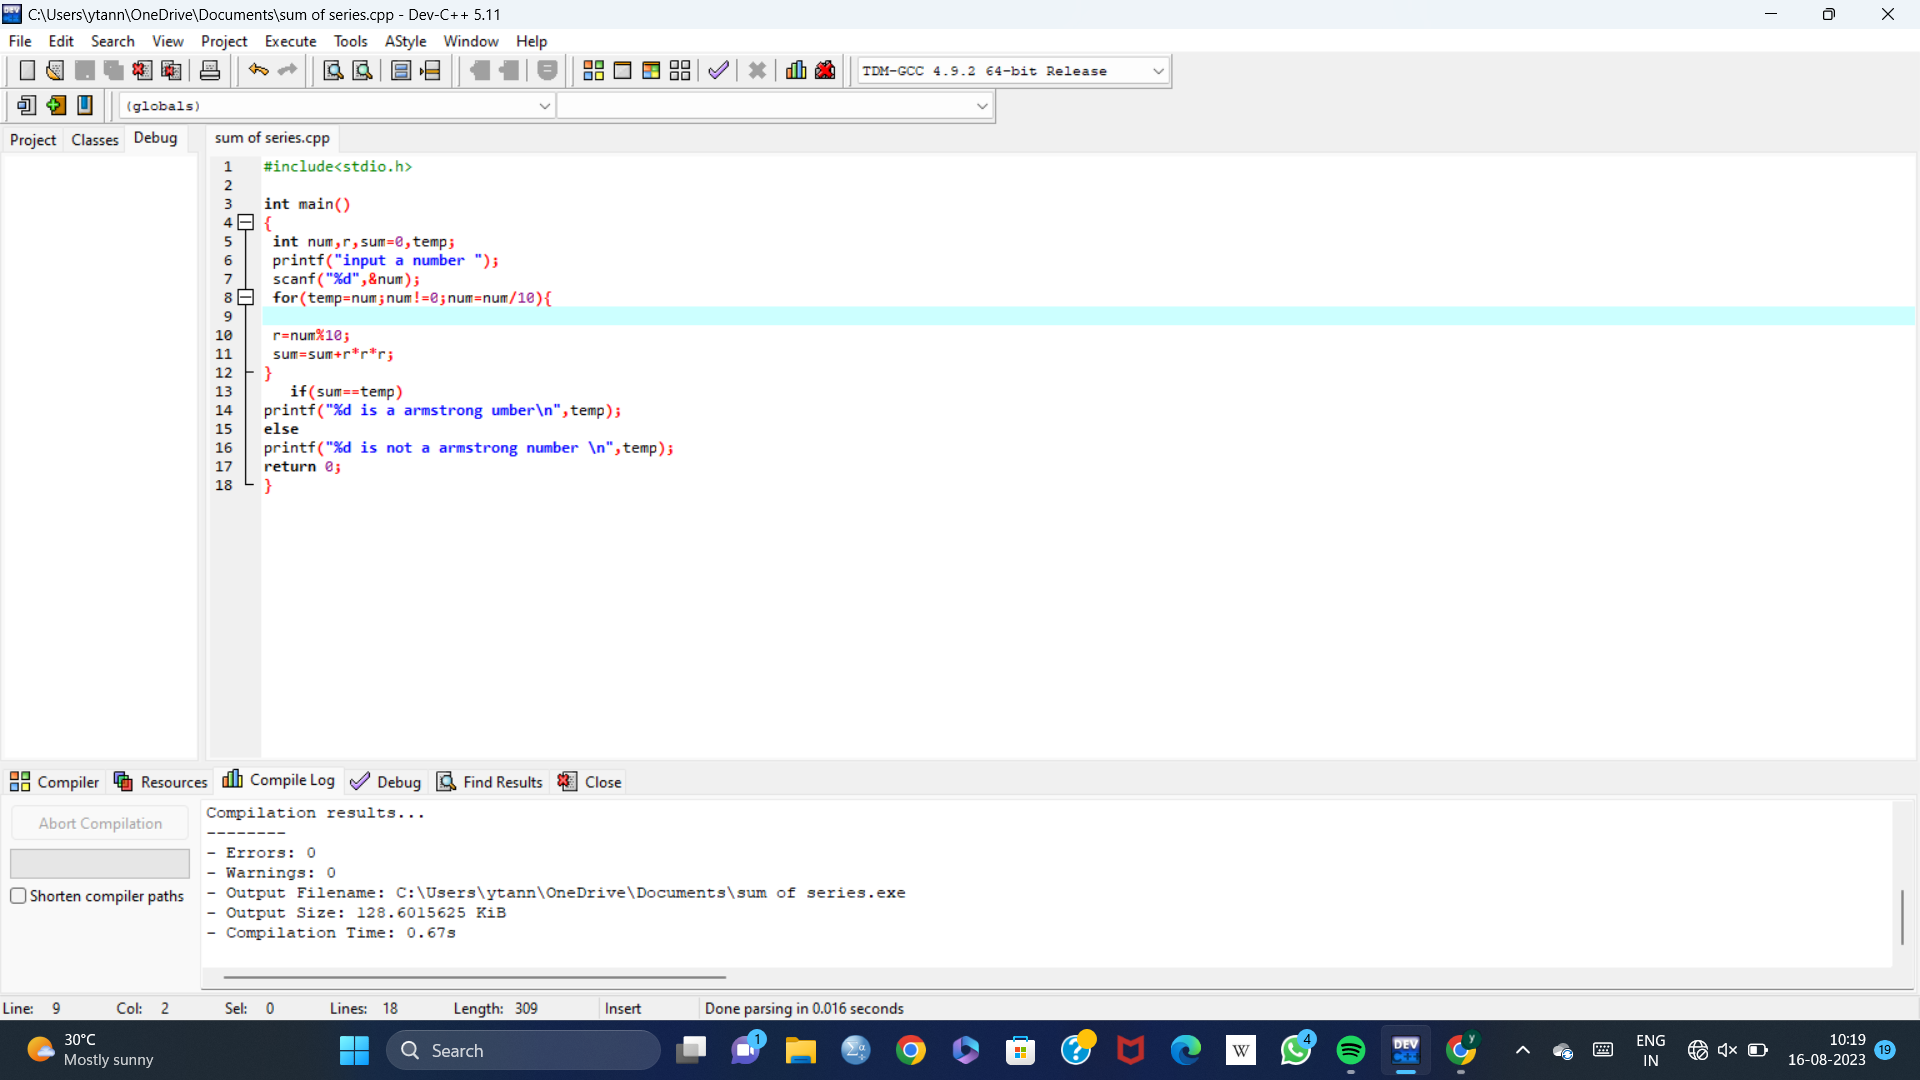 C:\Users\ytann\OneDrive\Documents\sum of series.cpp - Dev-C++ 5.11
File Edit Search View Project Execute Tools AStyle Window Help
TDM-GCC 4.9.2 64-bit Release
(globals)
Project Classes Debug sum of series.cpp
1 #include<stdio.h>
2
3 int main()
4 {
5 int num,r,sum=0,temp;
6 printf("input a number ");
7 scanf("%d",&num);
8 for(temp=num;num!=0;num=num/10){
9
10 r=num%10;
11 sum=sum+r*r*r;
12 }
13 if(sum==temp)
14 printf("%d is a armstrong umber\n",temp);
15 else
16 printf("%d is not a armstrong number \n",temp);
17 return 0;
18 }
Compiler Resources Compile Log Debug Find Results Close
Abort Compilation
Shorten compiler paths
Compilation results...
--------
- Errors: 0
- Warnings: 0
- Output Filename: C:\Users\ytann\OneDrive\Documents\sum of series.exe
- Output Size: 128.6015625 KiB
- Compilation Time: 0.67s
Line: 9 Col: 2 Sel: 0 Lines: 18 Length: 309 Insert Done parsing in 0.016 seconds
30°C
Mostly sunny
Search
1
W
4
DEV
y
ENG
IN
10:19
16-08-2023
19